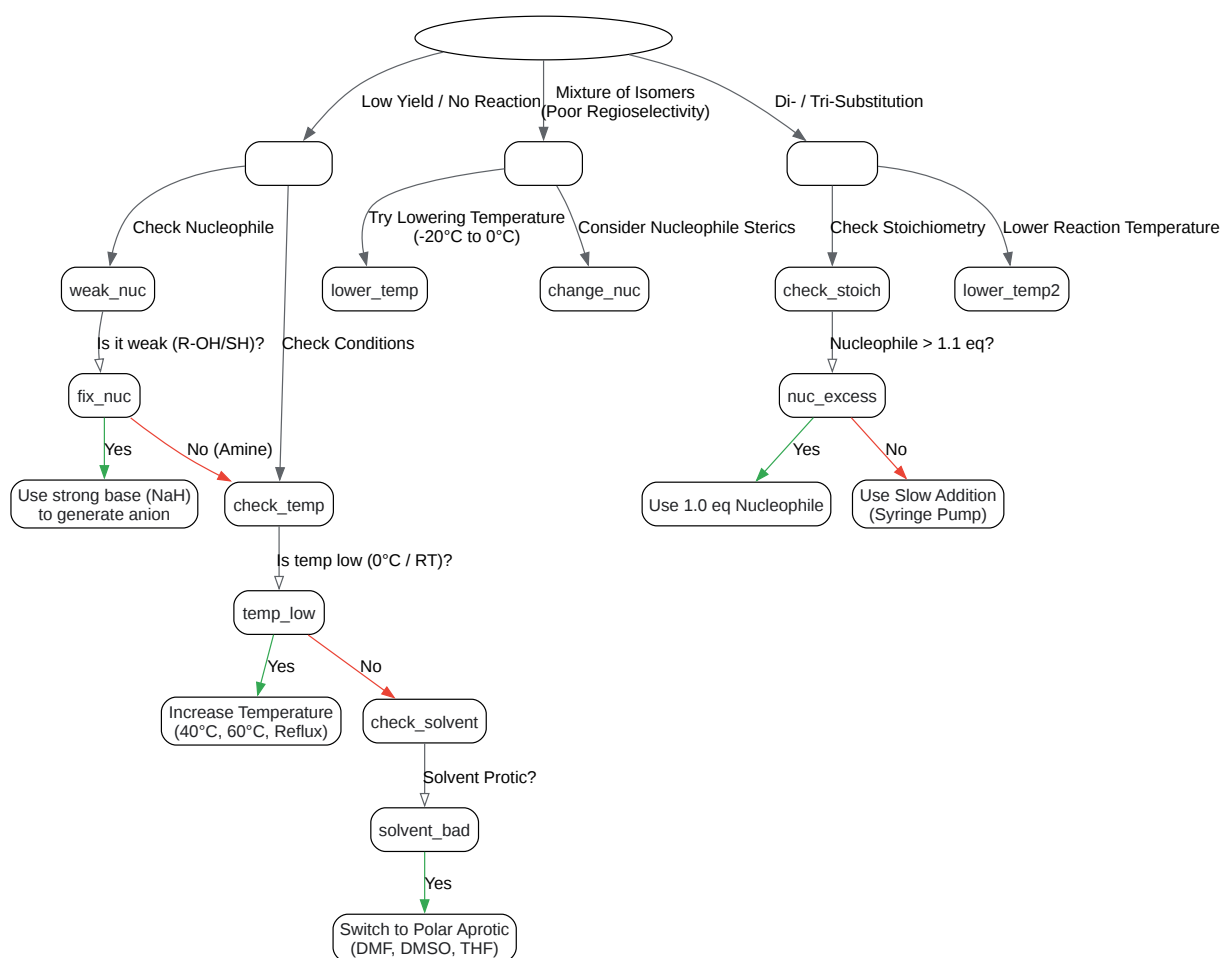 Low Yield / No Reaction
Mixture of Isomers
(Poor Regioselectivity)
Di- / Tri-Substitution
Check Nucleophile
Try Lowering Temperature
(-20°C to 0°C)
Consider Nucleophile Sterics
Check Stoichiometry
Lower Reaction Temperature
weak_nuc
lower_temp
change_nuc
check_stoich
lower_temp2
Is it weak (R-OH/SH)?
Check Conditions
Nucleophile > 1.1 eq?
fix_nuc
nuc_excess
Yes
No (Amine)
Yes
No
Use strong base (NaH)
to generate anion
check_temp
Use 1.0 eq Nucleophile
Use Slow Addition
(Syringe Pump)
Is temp low (0°C / RT)?
temp_low
Yes
No
Increase Temperature
(40°C, 60°C, Reflux)
check_solvent
Solvent Protic?
solvent_bad
Yes
Switch to Polar Aprotic
(DMF, DMSO, THF)